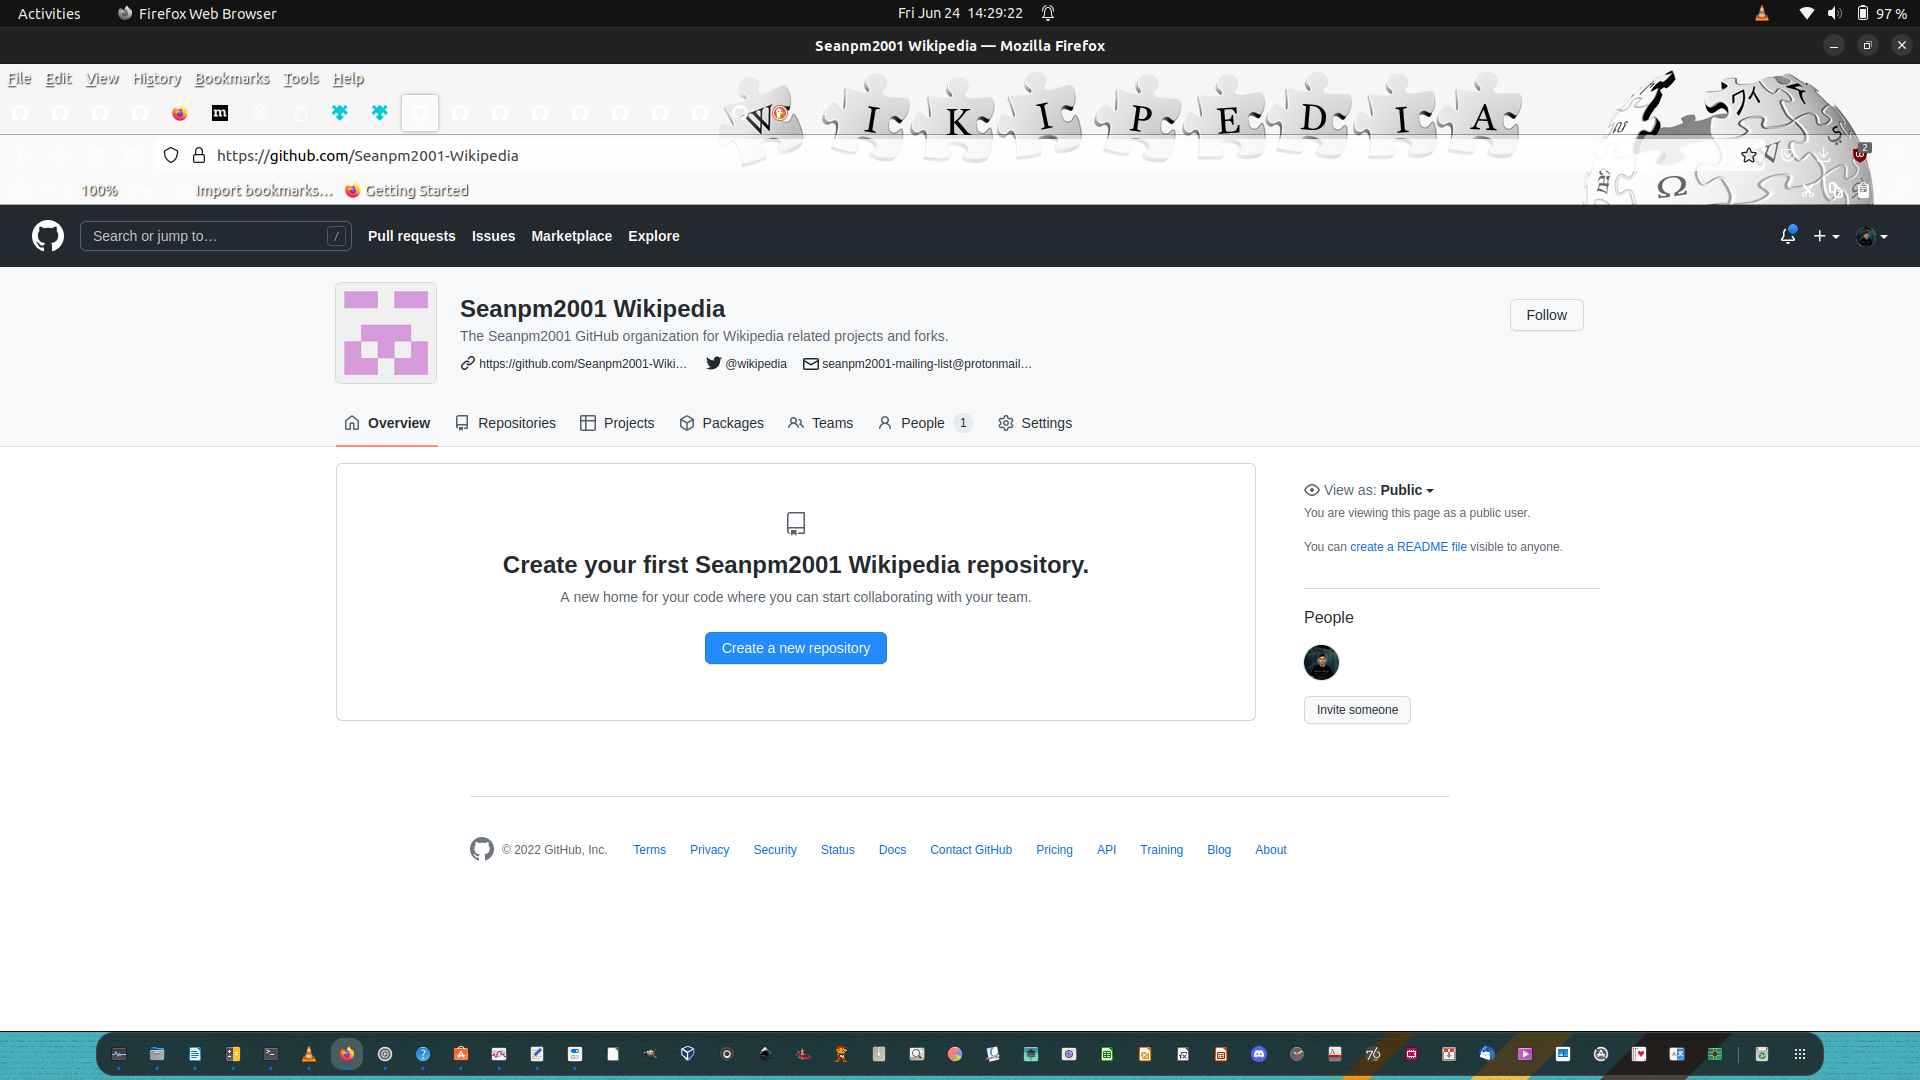 Activities Firefox Web Browser Fri Jun 24 14:29:22 97 %
Seanpm2001 Wikipedia — Mozilla Firefox
File Edit View History Bookmarks Tools Help
m
W I K I P E D I A
https://github.com/Seanpm2001-Wikipedia 2
100% Import bookmarks... Getting Started
Ω
Search or jump to… / Pull requests Issues Marketplace Explore
Seanpm2001 Wikipedia
The Seanpm2001 GitHub organization for Wikipedia related projects and forks.
Follow
https://github.com/Seanpm2001-Wiki… @wikipedia seanpm2001-mailing-list@protonmail…
Overview Repositories Projects Packages Teams People 1 Settings
View as: Public
You are viewing this page as a public user.
You can create a README file visible to anyone.
Create your first Seanpm2001 Wikipedia repository.
A new home for your code where you can start collaborating with your team.
Create a new repository
People
Invite someone
© 2022 GitHub, Inc. Terms Privacy Security Status Docs Contact GitHub Pricing API Training Blog About
76